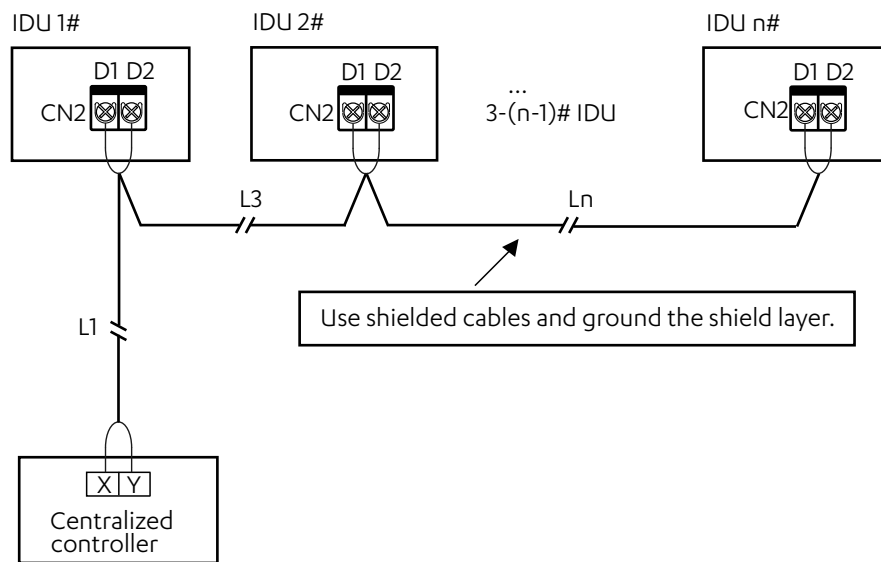 IDU 1#
IDU 2#
IDU n#
D1 D2
D1 D2
D1 D2
CN2
CN2
CN2
...
3-(n-1)# IDU
L3
Ln
Use shielded cables and ground the shield layer.
L1
X Y
Centralized
controller